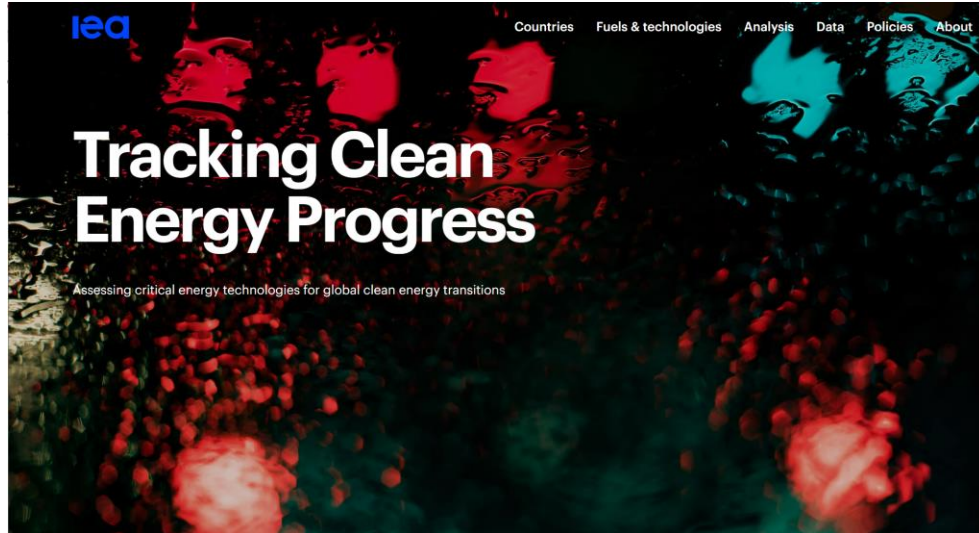 iea
Countries Fuels & technologies Analysis Data Policies About
Tracking Clean
Energy Progress
Assessing critical energy technologies for global clean energy transitions